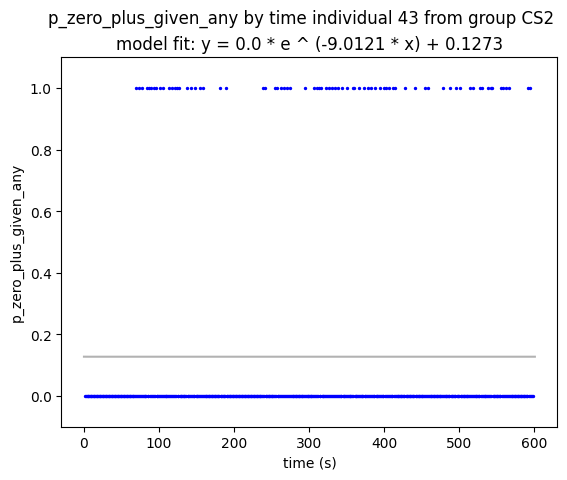 p_zero_plus_given_any by time individual 43 from group CS2
model fit: y = 0.0 * e ^ (-9.0121 * x) + 0.1273
p_zero_plus_given_any
1.0
0.8
0.6
0.4
0.2
0.0
0 100 200 300 400 500 600
time (s)